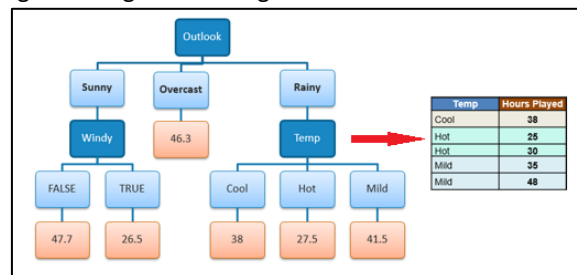 Outlook
Sunny Overcast Rainy
Windy 46.3 Temp
FALSE TRUE Cool Hot Mild
47.7 26.5 38 27.5 41.5
Temp Hours Played
Cool 38
Hot 25
Hot 30
Mild 35
Mild 48